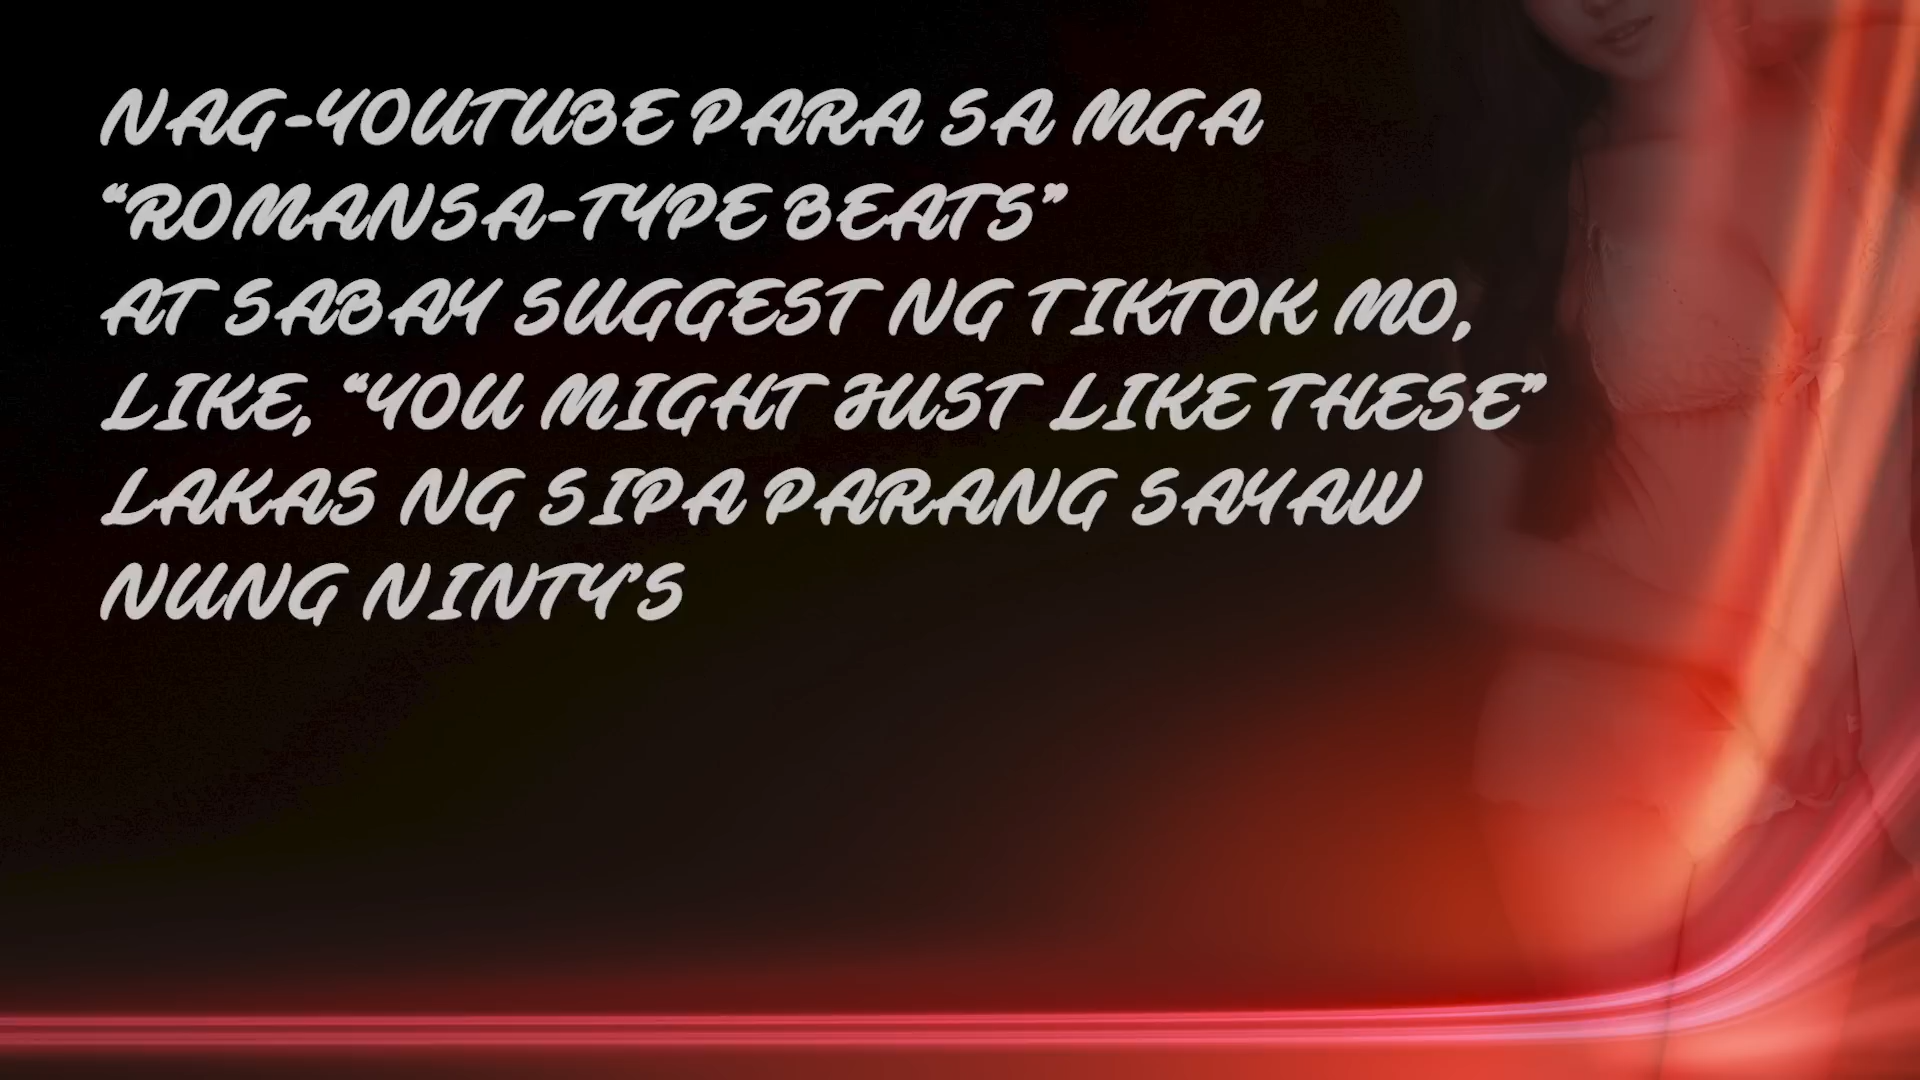 NAG-YOUTUBE PARA SA MGA
“ROMANSA-TYPE BEATS”
AT SABAY SUGGEST NG TIKTOK MO,
LIKE, “YOU MIGHT JUST LIKE THESE”
LAKAS NG SIPA PARANG SAYAW
NUNG NINTY’S